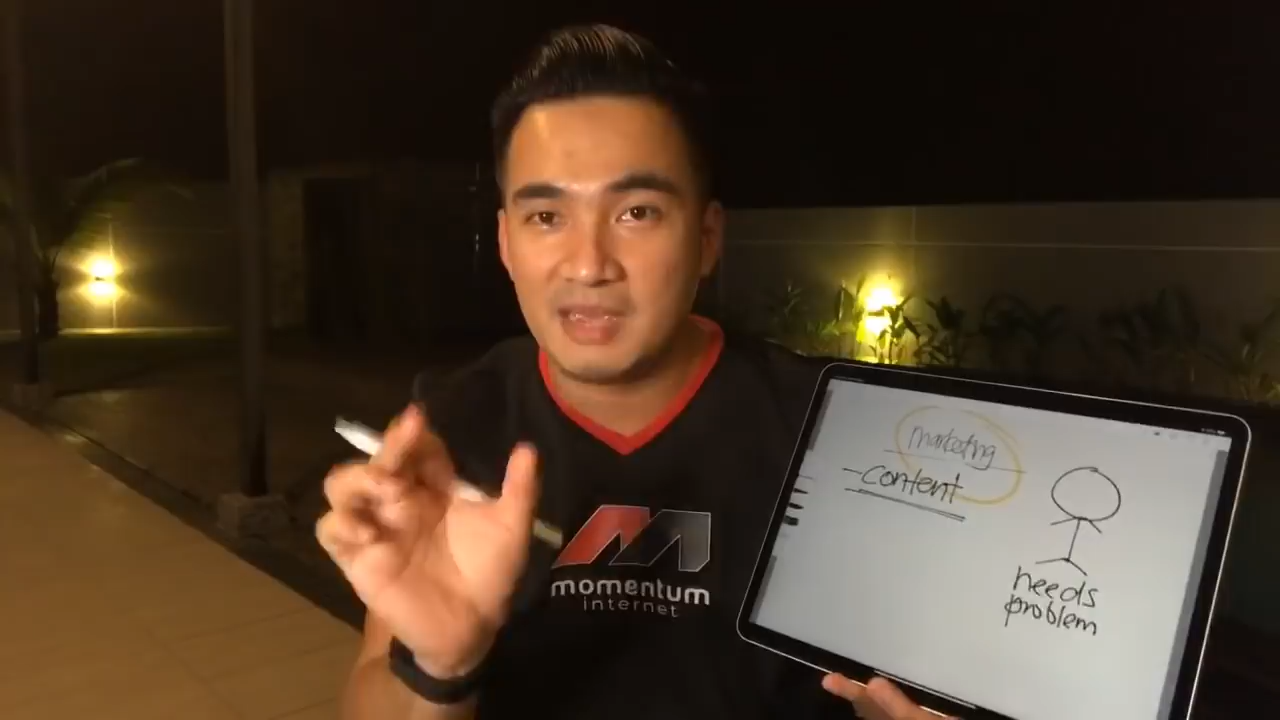 marketing
- content
needs
problem
momentum
internet